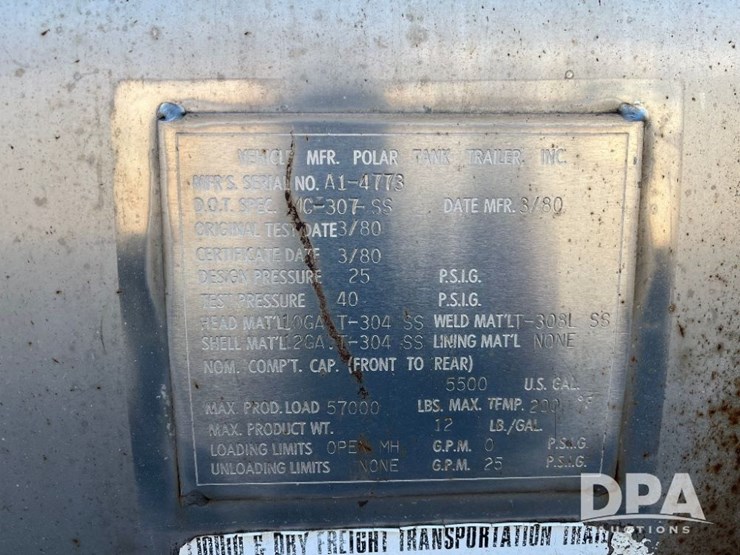 VEHICLE MFR. POLAR TANK TRAILER, INC.
MFR'S. SERIAL NO. A1-4773
D.O.T. SPEC. MC-307-SS DATE MFR. 3/80
ORIGINAL TEST DATE 3/80
CERTIFICATE DATE 3/80
DESIGN PRESSURE 25 P.S.I.G.
TEST PRESSURE 40 P.S.I.G.
HEAD MAT'L 10GA. T-304 SS WELD MAT'L T-308L SS
SHELL MAT'L 12GA. T-304 SS LINING MAT'L NONE
NOM. COMP'T. CAP. (FRONT TO REAR)
5500 U.S. GAL.
MAX. PROD. LOAD 57000 LBS. MAX. TEMP. 200 °F
MAX. PRODUCT WT. 12 LB./GAL.
LOADING LIMITS OPEN MH G.P.M. 0 P.S.I.G.
UNLOADING LIMITS NONE G.P.M. 25 P.S.I.G.
LIQUID & DRY FREIGHT TRANSPORTATION
DPA
AUCTIONS